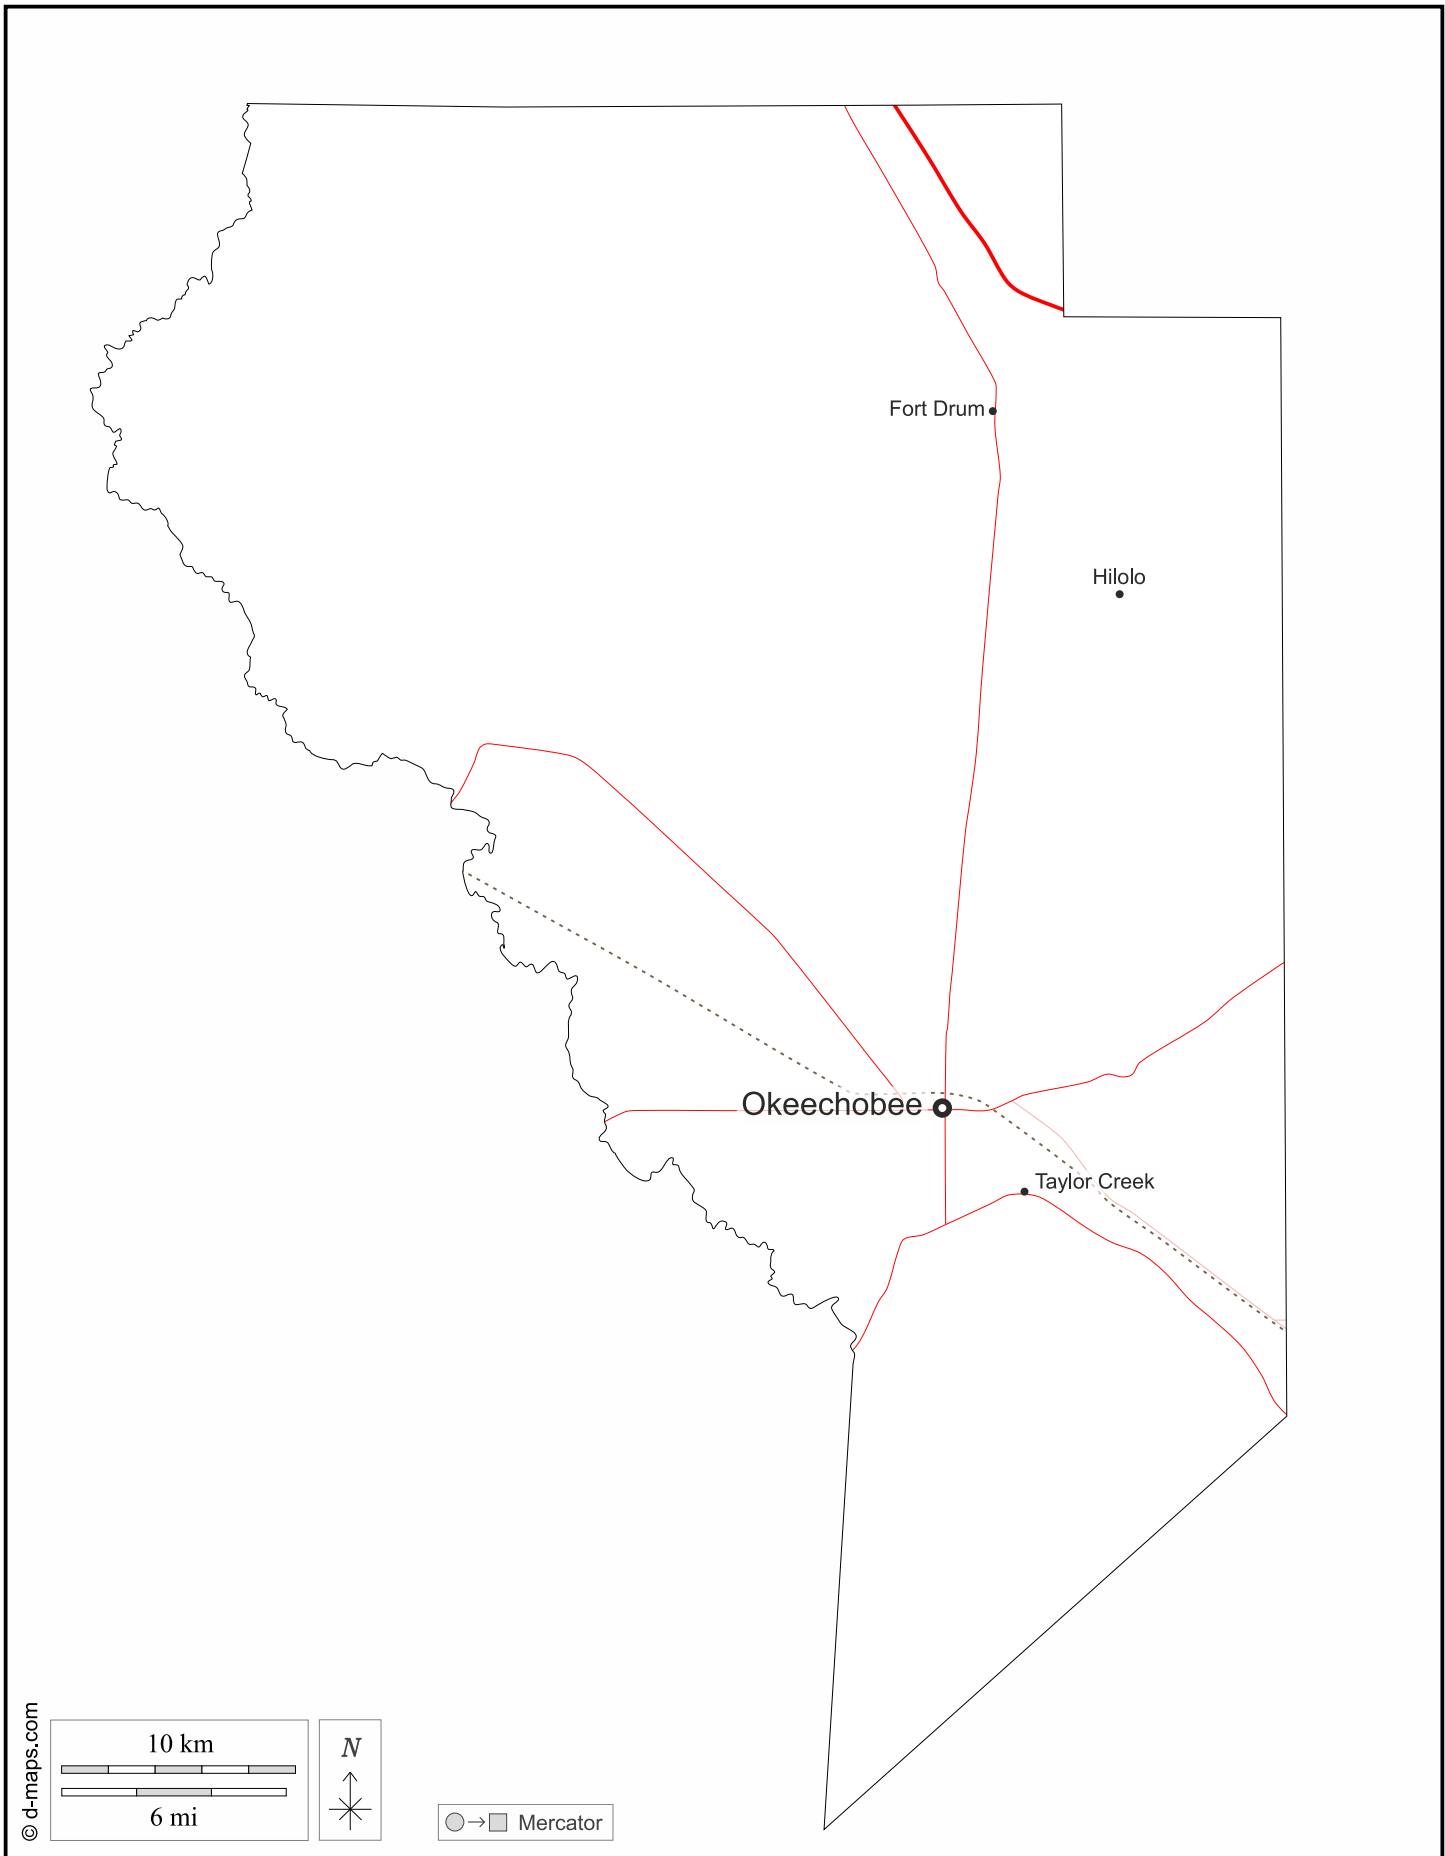 Fort Drum
Hilolo
Okeechobee
Taylor Creek
© d-maps.com
10 km
6 mi
N
Mercator